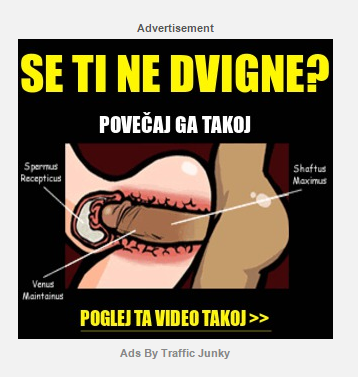 Advertisement
SE TI NE DVIGNE?
POVEČAJ GA TAKOJ
Spermus
Recepticus
Shaftus
Maximus
Venus
Maintainus
POGLEJ TA VIDEO TAKOJ >>
Ads By Traffic Junky